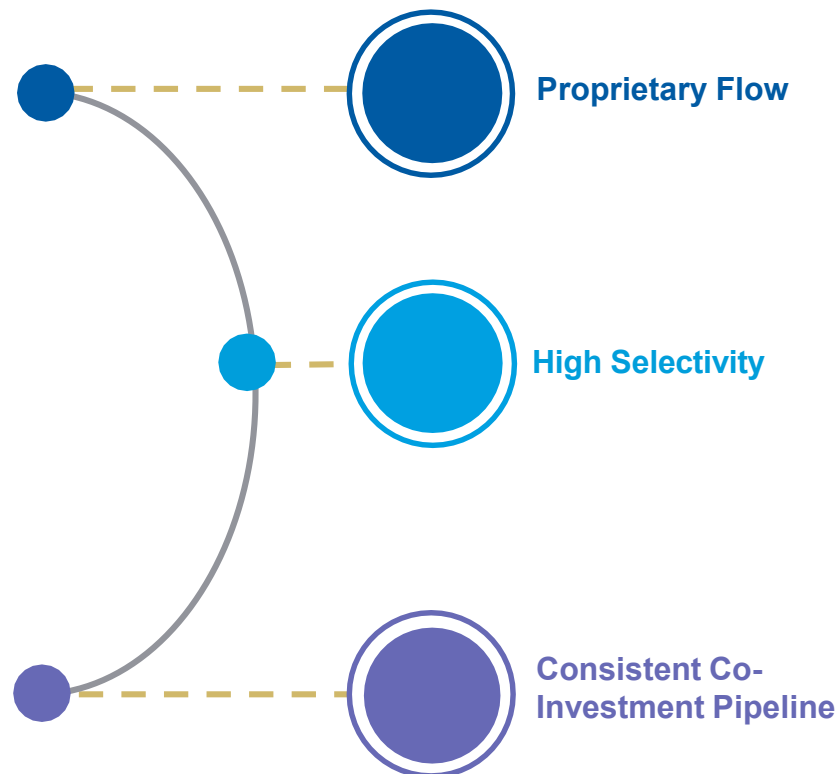 Proprietary Flow
High Selectivity
Consistent Co-
Investment Pipeline